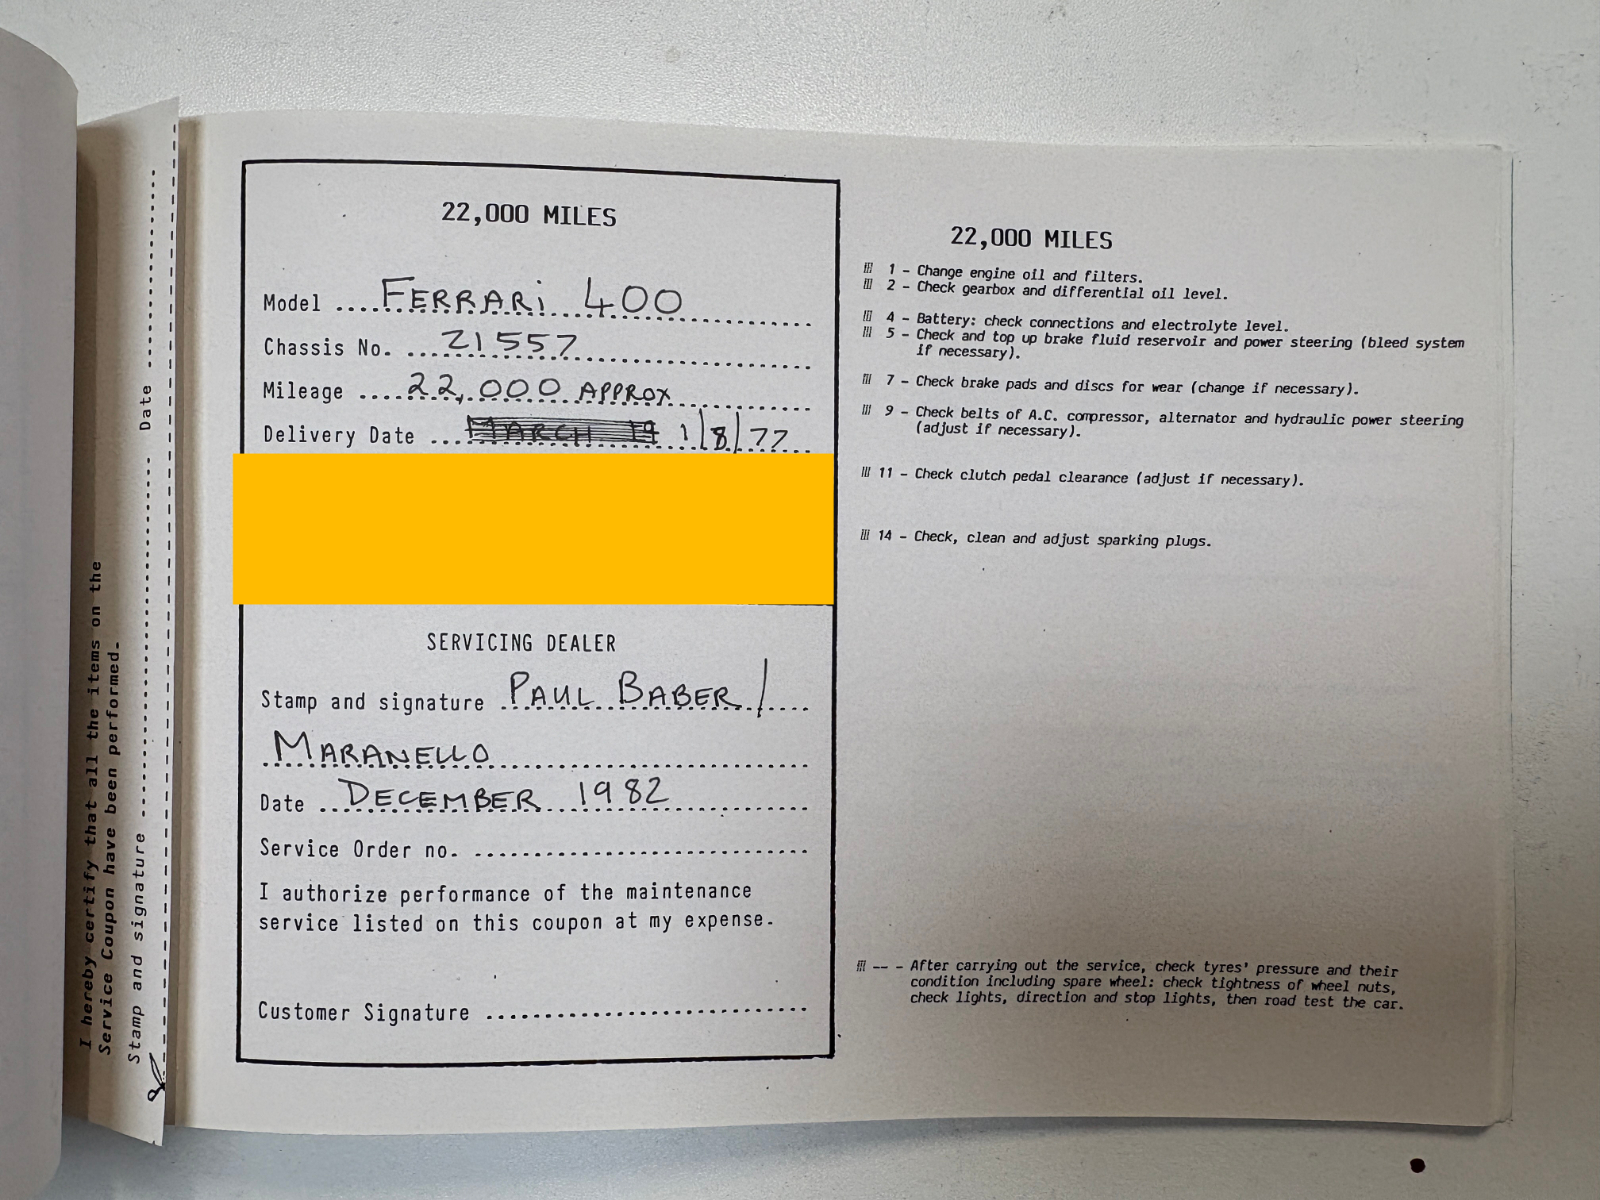 I hereby certify that all the items on the
Service Coupon have been performed.
Stamp and signature .............................. Date ..............................
22,000 MILES
Model ....FERRARi 400
Chassis No. ...21557
Mileage ....22,000 APPROX
Delivery Date ...MARCH 19 1/8/77
SERVICING DEALER
Stamp and signature PAUL BABER /
MARANELLO
Date ..DECEMBER 1982
Service Order no. ..............................
I authorize performance of the maintenance
service listed on this coupon at my expense.
Customer Signature ..............................
22,000 MILES
1 - Change engine oil and filters.
2 - Check gearbox and differential oil level.
4 - Battery: check connections and electrolyte level.
5 - Check and top up brake fluid reservoir and power steering (bleed system
if necessary).
7 - Check brake pads and discs for wear (change if necessary).
9 - Check belts of A.C. compressor, alternator and hydraulic power steering
(adjust if necessary).
11 - Check clutch pedal clearance (adjust if necessary).
14 - Check, clean and adjust sparking plugs.
-- - After carrying out the service, check tyres' pressure and their
condition including spare wheel: check tightness of wheel nuts,
check lights, direction and stop lights, then road test the car.